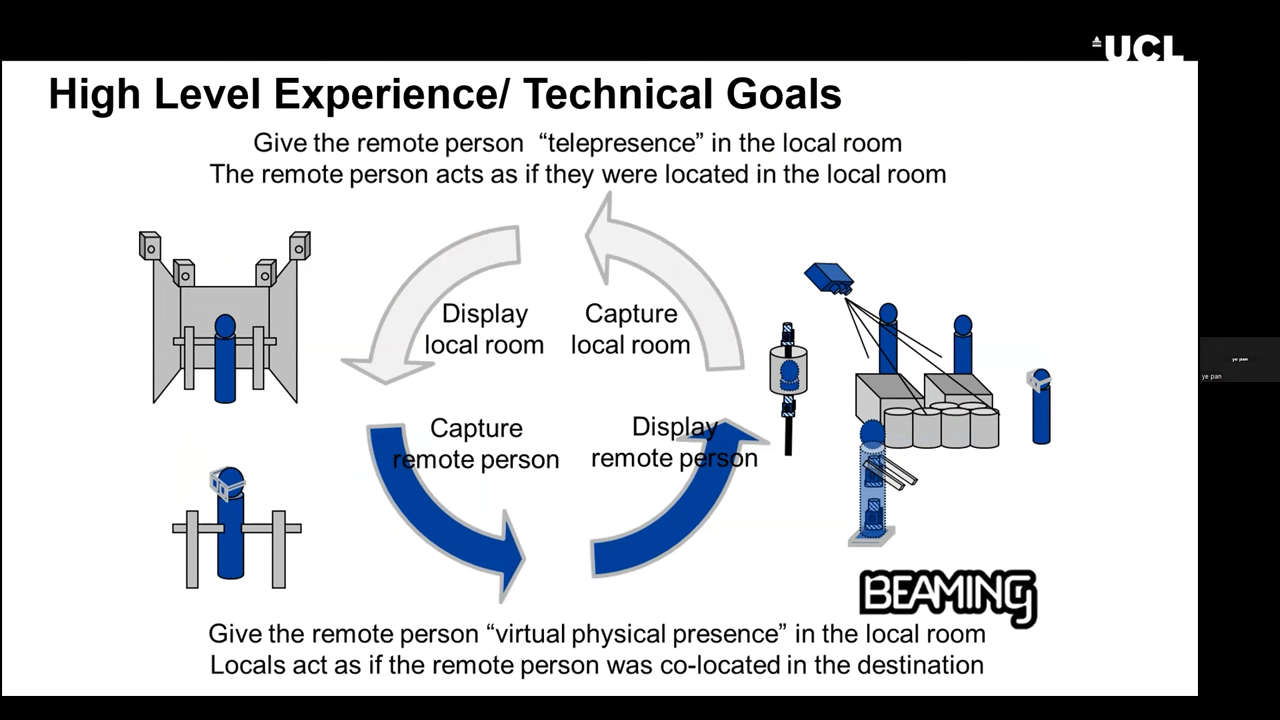 UCL
High Level Experience/ Technical Goals
Give the remote person “telepresence” in the local room
The remote person acts as if they were located in the local room
Display
local room
Capture
local room
Capture
remote person
Display
remote person
ye pan
ye pan
BEAMING
Give the remote person “virtual physical presence” in the local room
Locals act as if the remote person was co-located in the destination